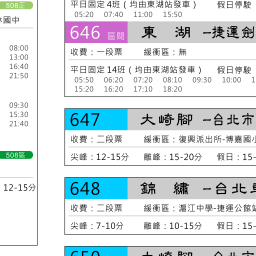 508正
林國中
08:00
13:00
16:40
21:50
09:30
15:30
21:40
508區
12-15分
平日固定4班（均由東湖站發車） 假日停駛
05:20 07:40 11:00 15:50
646 區間 東 湖 －捷運劍
收費：一段票 緩衝區：無
平日固定14班（均由東湖站發車） 假日停駛
05:50 06:20 07:20 08:10 09:30 10:00
15:20 16:20 17:10 18:20
647 大崎腳 －台北市
收費：二段票 緩衝區：復興派出所-博嘉國小
尖峰：12-15分 離峰：15-20分 假日：15-
648 錦 繡 －台北
收費：二段票 緩衝區：滬江中學-捷運公館站
尖峰：7-10分 離峰：10-15分 假日：15-